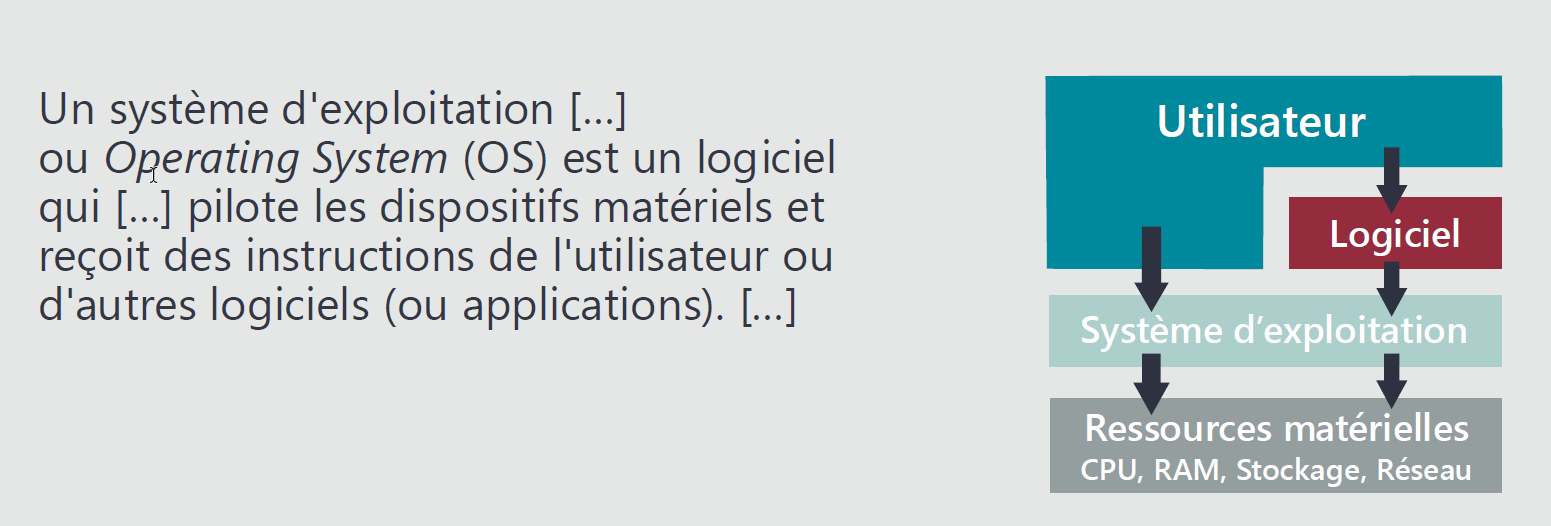 Un système d'exploitation [...]
ou Operating System (OS) est un logiciel
qui [...] pilote les dispositifs matériels et
reçoit des instructions de l'utilisateur ou
d'autres logiciels (ou applications). [...]
Utilisateur
Logiciel
Système d’exploitation
Ressources matérielles
CPU, RAM, Stockage, Réseau